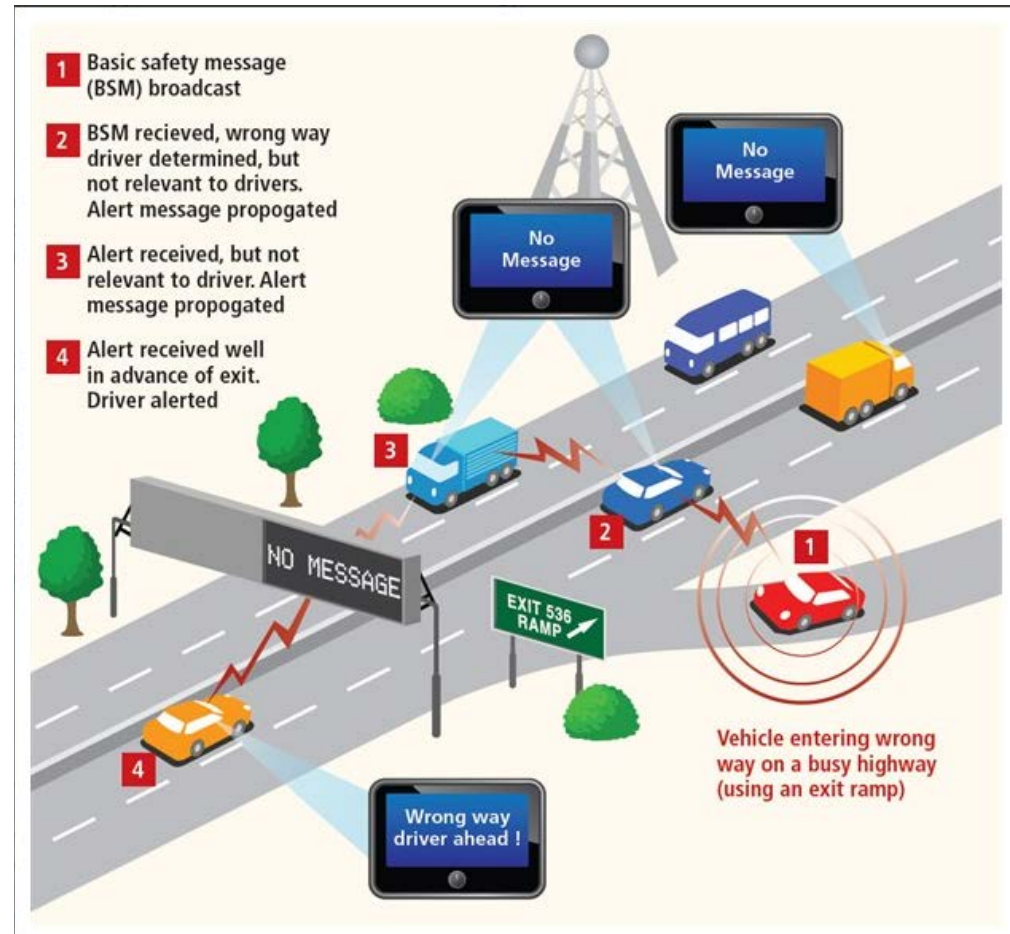 1 Basic safety message
(BSM) broadcast
2 BSM recieved, wrong way
driver determined, but
not relevant to drivers.
Alert message propogated
3 Alert received, but not
relevant to driver. Alert
message propogated
4 Alert received well
in advance of exit.
Driver alerted
No
Message
No
Message
3
2
1
NO MESSAGE
EXIT 536
RAMP
4
Vehicle entering wrong
way on a busy highway
(using an exit ramp)
Wrong way
driver ahead !